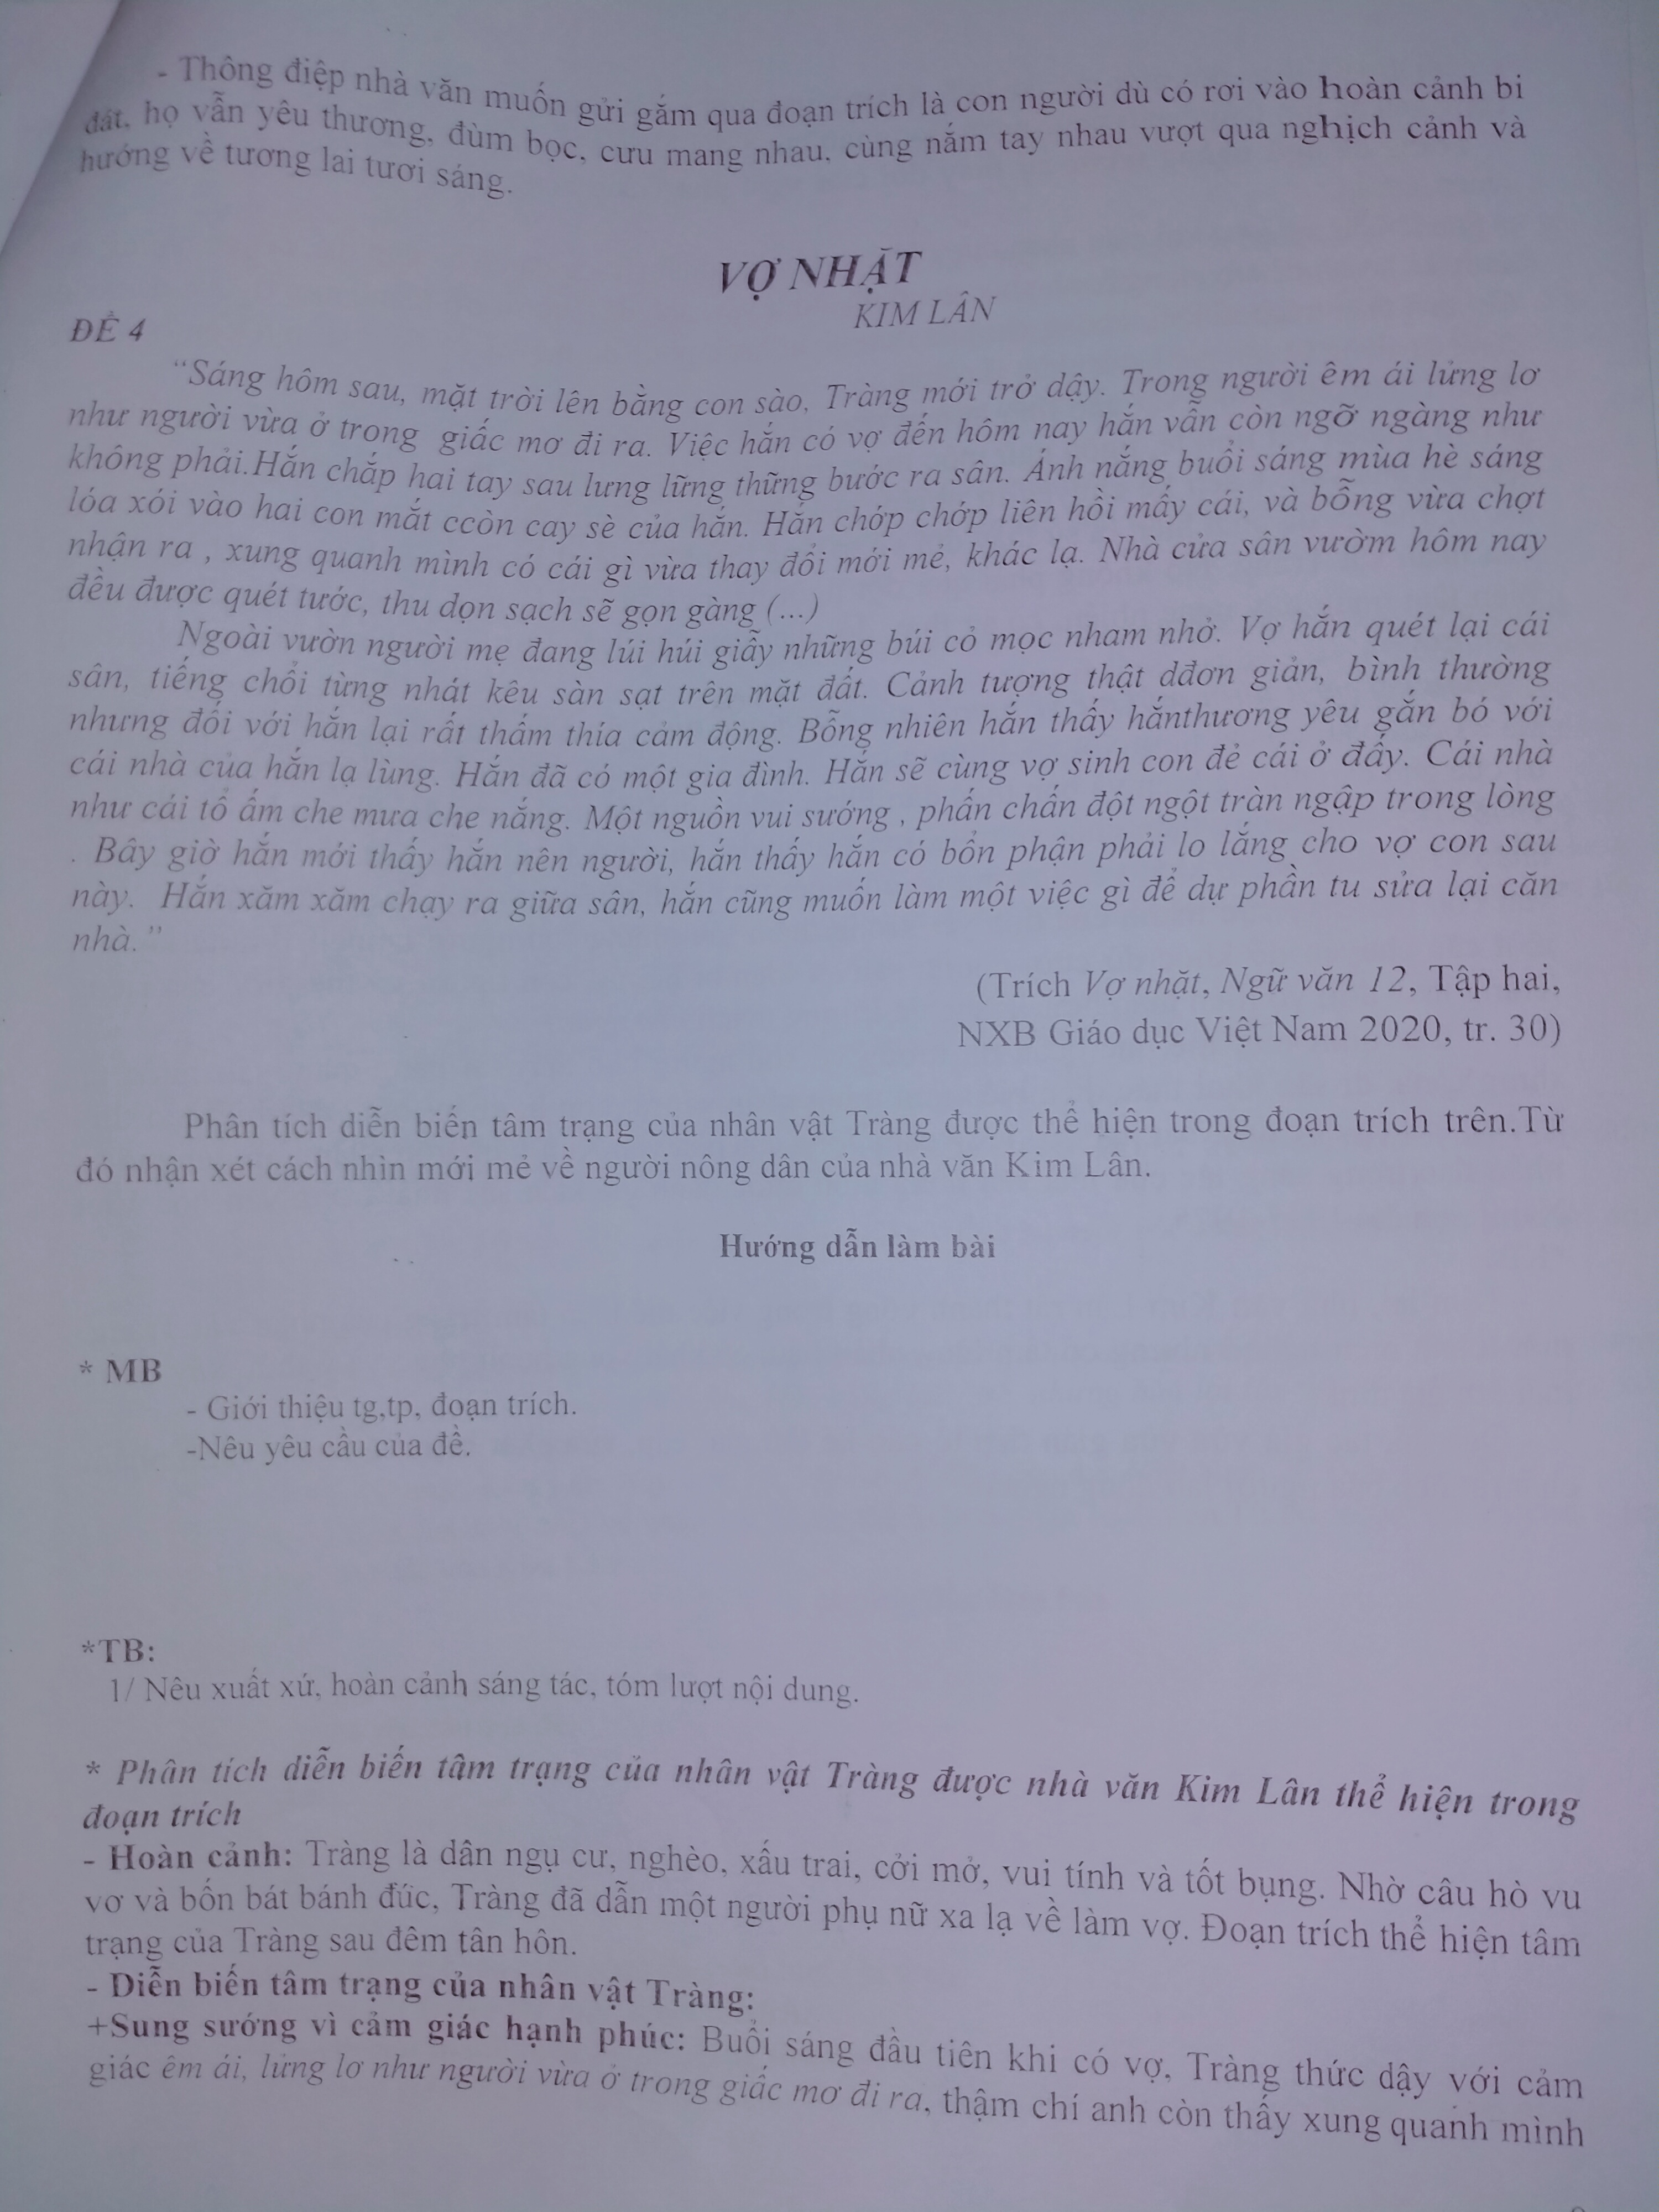 - Thông điệp nhà văn muốn gửi gắm qua đoạn trích là con người dù có rơi vào hoàn cảnh bi
đát, họ vẫn yêu thương, đùm bọc, cưu mang nhau, cùng nắm tay nhau vượt qua nghịch cảnh và
hướng về tương lai tươi sáng.
VỢ NHẶT
KIM LÂN
ĐỀ 4
“Sáng hôm sau, mặt trời lên bằng con sào, Tràng mới trở dậy. Trong người êm ái lửng lơ
như người vừa ở trong giấc mơ đi ra. Việc hắn có vợ đến hôm nay hắn vẫn còn ngỡ ngàng như
không phải.Hắn chắp hai tay sau lưng lững thững bước ra sân. Ánh nắng buổi sáng mùa hè sáng
lóa xói vào hai con mắt ccòn cay sè của hắn. Hắn chớp chớp liên hồi mấy cái, và bỗng vừa chợt
nhận ra , xung quanh mình có cái gì vừa thay đổi mới mẻ, khác lạ. Nhà cửa sân vườm hôm nay
đều được quét tước, thu dọn sạch sẽ gọn gàng (...)
Ngoài vườn người mẹ đang lúi húi giẫy những búi cỏ mọc nham nhở. Vợ hắn quét lại cái
sân, tiếng chổi từng nhát kêu sàn sạt trên mặt đất. Cảnh tượng thật dđơn giản, bình thường
nhưng đối với hắn lại rất thấm thía cảm động. Bỗng nhiên hắn thấy hắnthương yêu gắn bó với
cái nhà của hắn lạ lùng. Hắn đã có một gia đình. Hắn sẽ cùng vợ sinh con đẻ cái ở đấy. Cái nhà
như cái tổ ấm che mưa che nắng. Một nguồn vui sướng , phấn chấn đột ngột tràn ngập trong lòng
. Bây giờ hắn mới thấy hắn nên người, hắn thấy hắn có bổn phận phải lo lắng cho vợ con sau
này. Hắn xăm xăm chạy ra giữa sân, hắn cũng muốn làm một việc gì để dự phần tu sửa lại căn
nhà.”
(Trích Vợ nhặt, Ngữ văn 12, Tập hai,
NXB Giáo dục Việt Nam 2020, tr. 30)
Phân tích diễn biến tâm trạng của nhân vật Tràng được thể hiện trong đoạn trích trên.Từ
đó nhận xét cách nhìn mới mẻ về người nông dân của nhà văn Kim Lân.
Hướng dẫn làm bài
* MB
- Giới thiệu tg,tp, đoạn trích.
-Nêu yêu cầu của đề.
*TB:
1/ Nêu xuất xứ, hoàn cảnh sáng tác, tóm lượt nội dung.
* Phân tích diễn biến tâm trạng của nhân vật Tràng được nhà văn Kim Lân thể hiện trong
đoạn trích
- Hoàn cảnh: Tràng là dân ngụ cư, nghèo, xấu trai, cởi mở, vui tính và tốt bụng. Nhờ câu hò vu
vơ và bốn bát bánh đúc, Tràng đã dẫn một người phụ nữ xa lạ về làm vợ. Đoạn trích thể hiện tâm
trạng của Tràng sau đêm tân hôn.
- Diễn biến tâm trạng của nhân vật Tràng:
+Sung sướng vì cảm giác hạnh phúc: Buổi sáng đầu tiên khi có vợ, Tràng thức dậy với cảm
giác êm ái, lửng lơ như người vừa ở trong giấc mơ đi ra, thậm chí anh còn thấy xung quanh mình